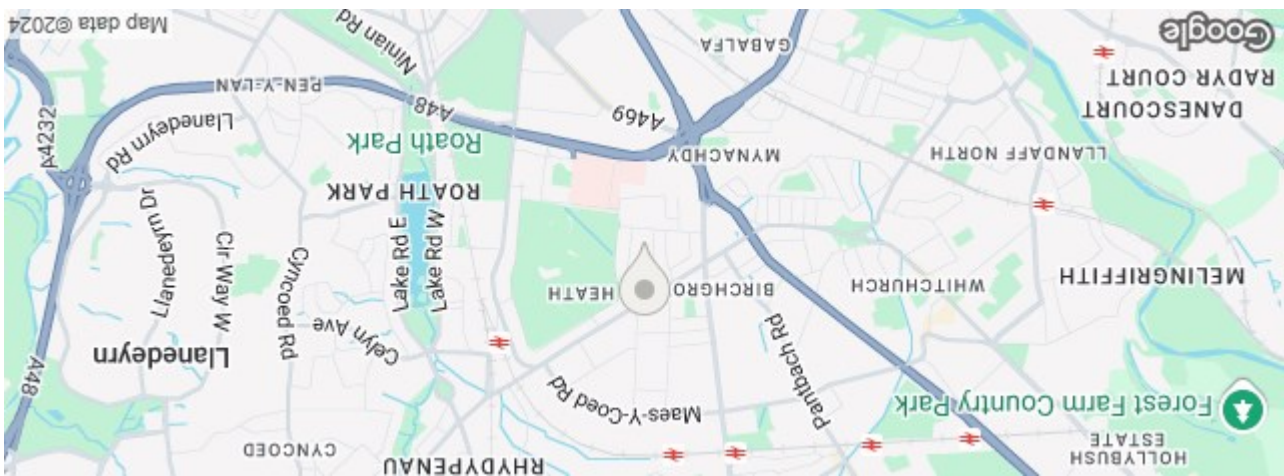 HOLLYBUSH
ESTATE
RHYDYPENAU
CYNCOED
Forest Farm Country Park
Pantbach Rd
Maes-Y-Coed Rd
Celyn Ave
Llanedeyrn
A48
MELINGRIFFITH
WHITCHURCH
BIRCHGRO
HEATH
Lake Rd W
Lake Rd E
Cyncoed Rd
Cir Way W
Llanedeyrn Dr
LLANDAFF NORTH
MYNACHDY
ROATH PARK
Roath Park
Llanedeyrn Rd
A4232
DANESCOURT
RADYR COURT
A469
A48
PEN-Y-LAN
GABALFA
Ninian Rd
Google
Map data ©2024